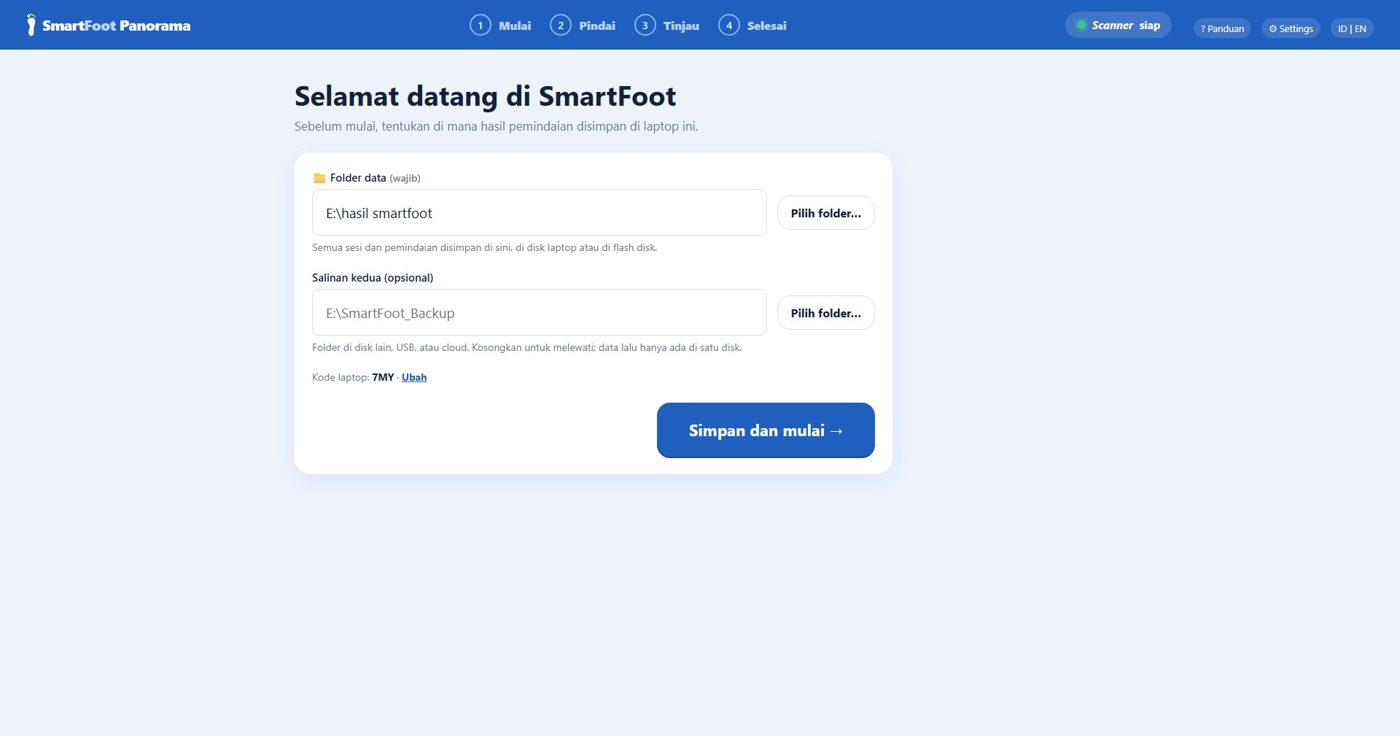 SmartFoot Panorama
1 Mulai 2 Pindai 3 Tinjau 4 Selesai
Scanner siap
? Panduan
Settings
ID | EN
Selamat datang di SmartFoot
Sebelum mulai, tentukan di mana hasil pemindaian disimpan di laptop ini.
Folder data (wajib)
E:\hasil smartfoot
Pilih folder...
Semua sesi dan pemindaian disimpan di sini, di disk laptop atau di flash disk.
Salinan kedua (opsional)
E:\SmartFoot_Backup
Pilih folder...
Folder di disk lain, USB, atau cloud. Kosongkan untuk melewati; data lalu hanya ada di satu disk.
Kode laptop: 7MY · Ubah
Simpan dan mulai →